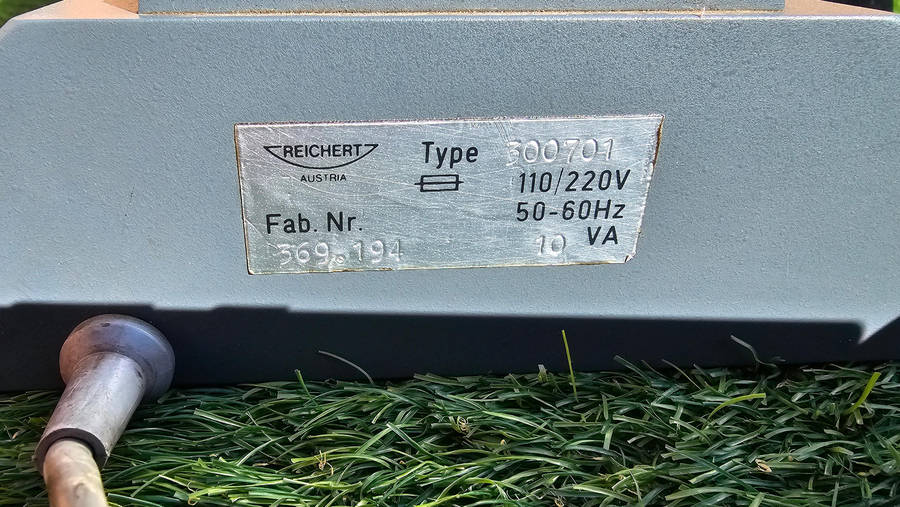 REICHERT
AUSTRIA
Type 300701
110/220V
50-60Hz
Fab. Nr.
369.194
10 VA